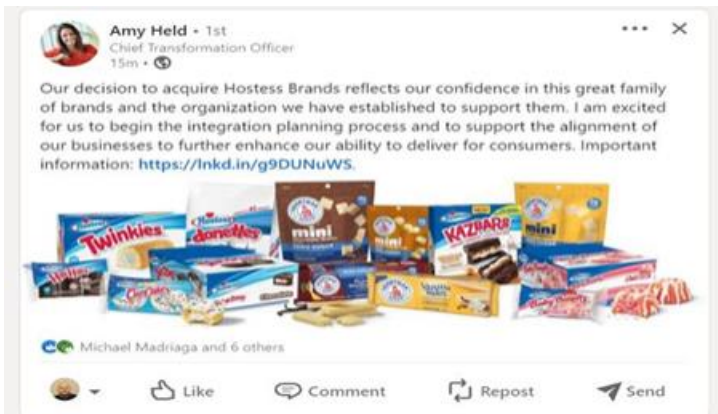 Amy Held • 1st
Chief Transformation Officer
15m •
Our decision to acquire Hostess Brands reflects our confidence in this great family
of brands and the organization we have established to support them. I am excited
for us to begin the integration planning process and to support the alignment of
our businesses to further enhance our ability to deliver for consumers. Important
information: https://lnkd.in/g9DUNuWS.
Twinkies
Hostess
donettes
mini
mini
KAZBARS
mini
CupCakes
Michael Madriaga and 6 others
Like
Comment
Repost
Send